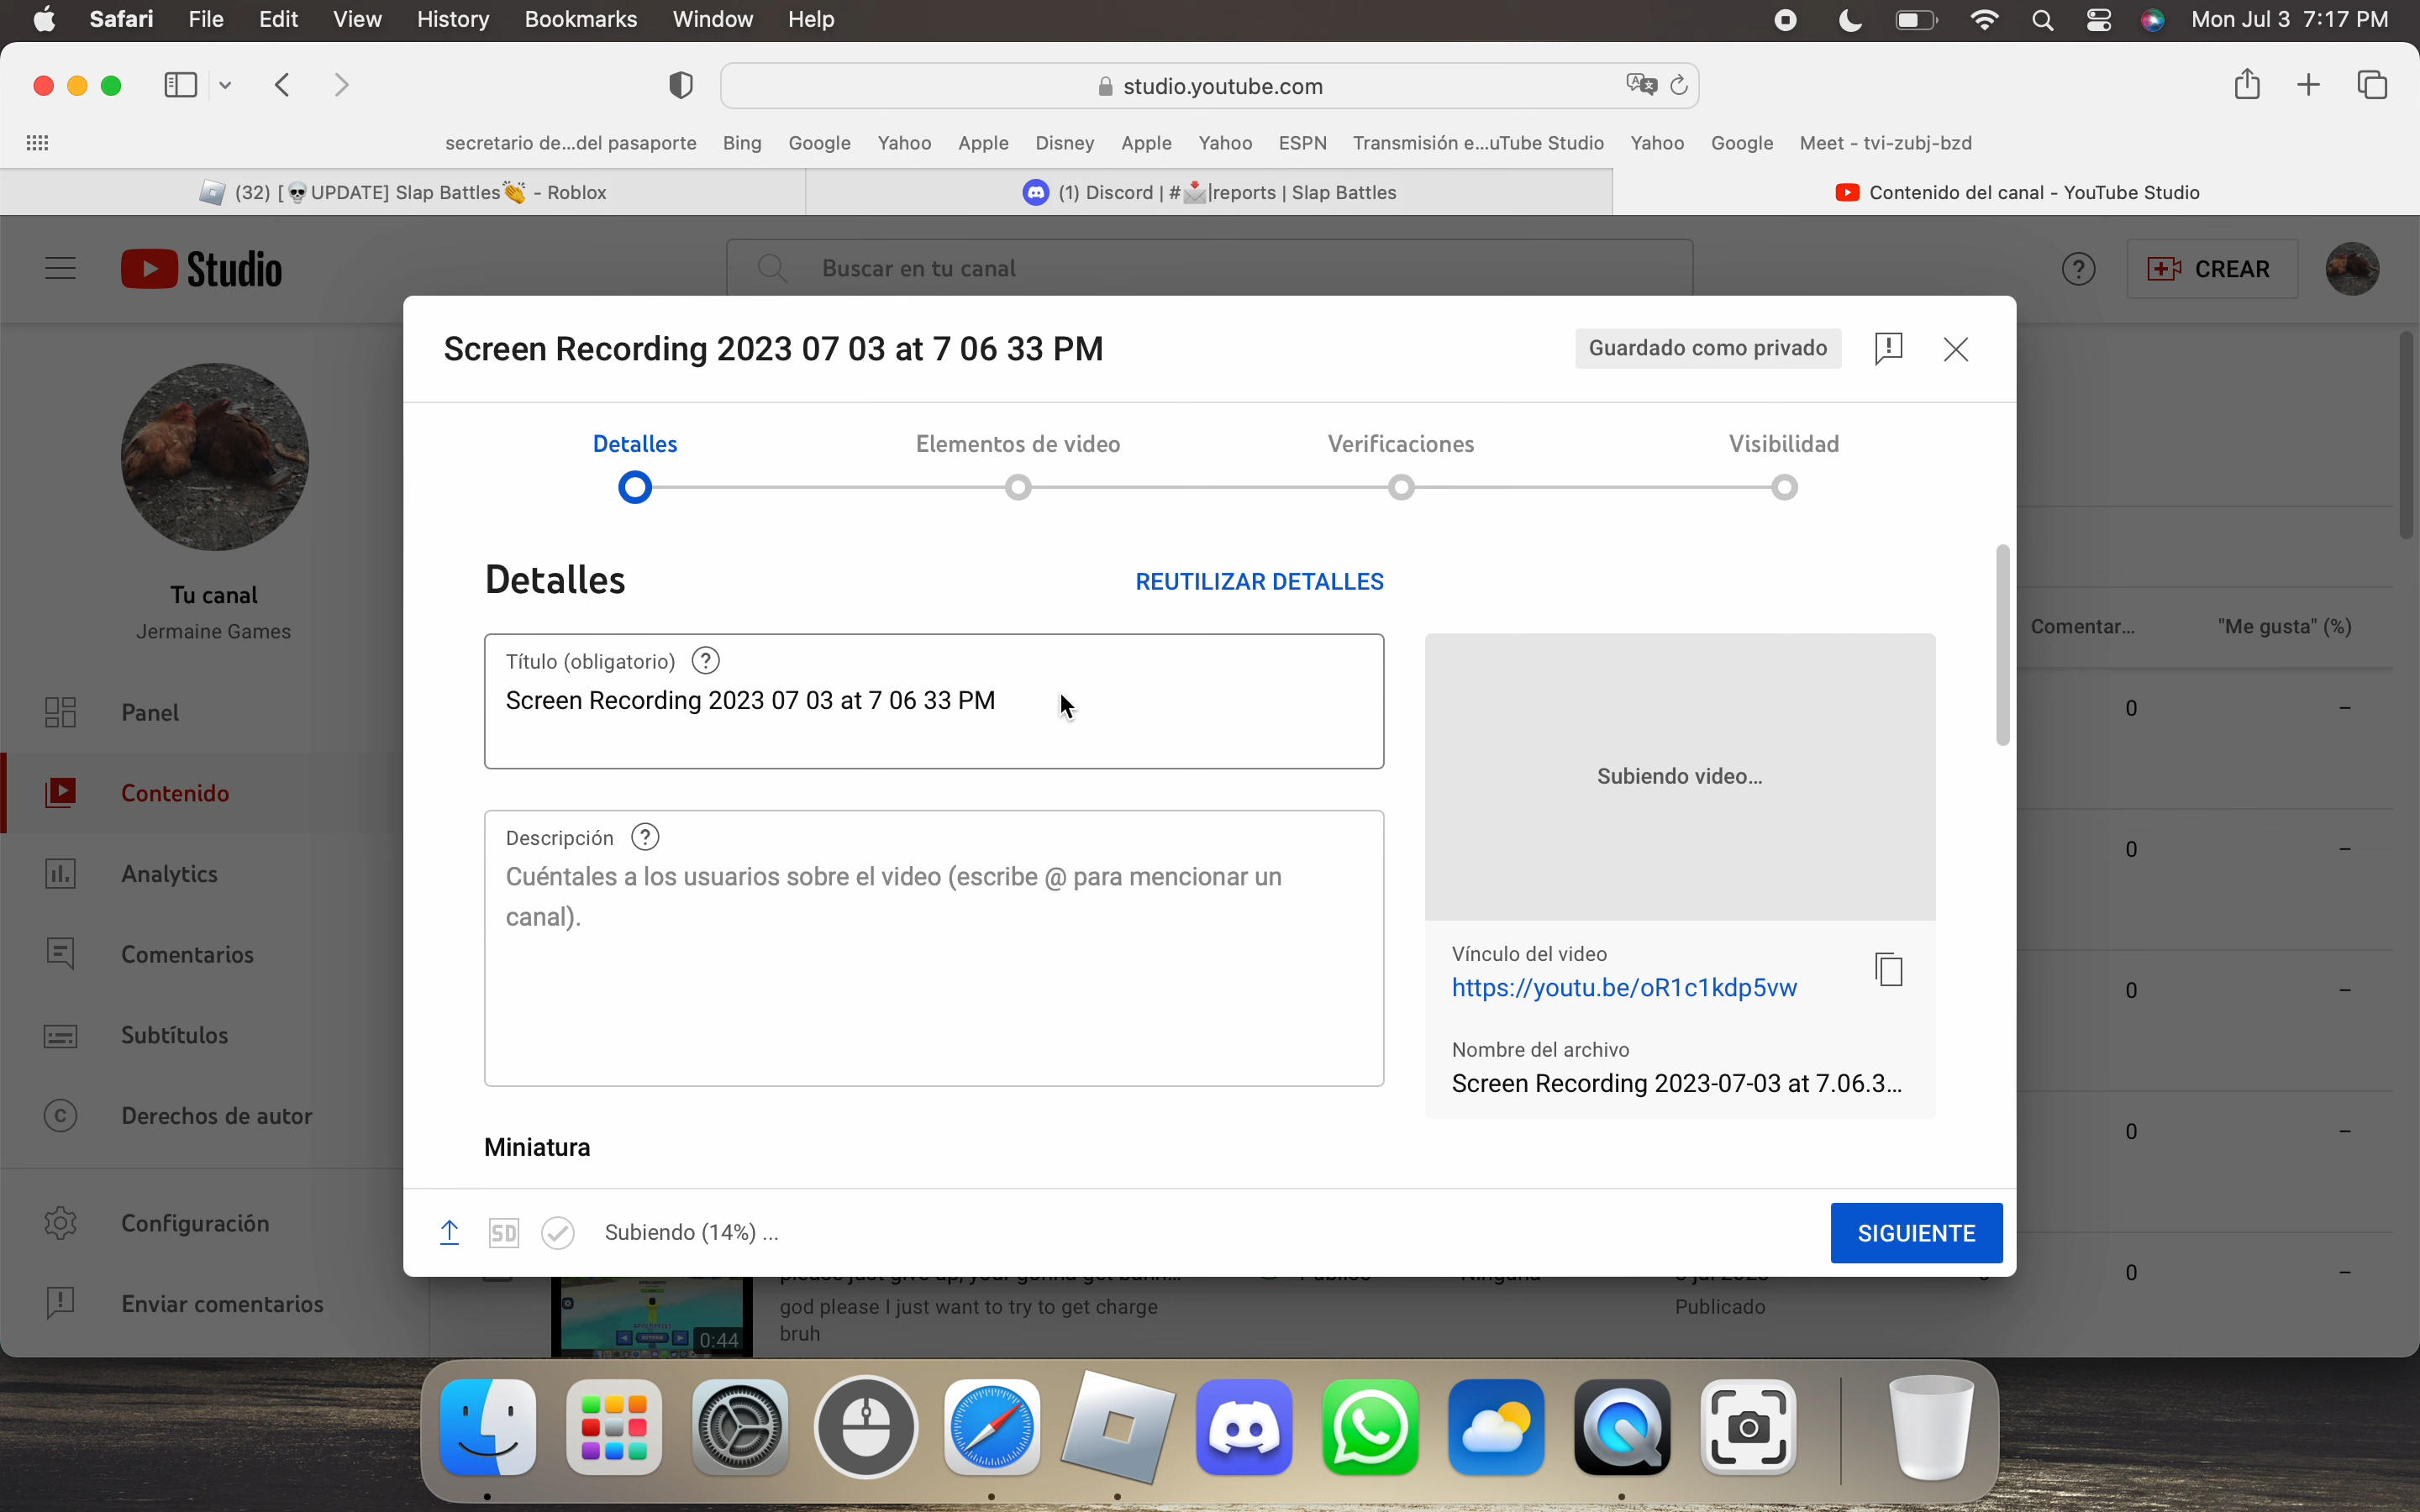 Safari File Edit View History Bookmarks Window Help Mon Jul 3 7:17 PM
studio.youtube.com
secretario de...del pasaporte Bing Google Yahoo Apple Disney Apple Yahoo ESPN Transmisión e...uTube Studio Yahoo Google Meet - tvi-zubj-bzd
(32) [💀UPDATE] Slap Battles👏 - Roblox
(1) Discord | #📩|reports | Slap Battles
Contenido del canal - YouTube Studio
Studio
Buscar en tu canal
CREAR
Screen Recording 2023 07 03 at 7 06 33 PM
Guardado como privado
Detalles
Elementos de video
Verificaciones
Visibilidad
Tu canal
Jermaine Games
Panel
Contenido
Analytics
Comentarios
Subtítulos
Derechos de autor
Configuración
Enviar comentarios
Detalles
REUTILIZAR DETALLES
Título (obligatorio)
Screen Recording 2023 07 03 at 7 06 33 PM
Descripción
Cuéntales a los usuarios sobre el video (escribe @ para mencionar un
canal).
Subiendo video...
Vínculo del video
https://youtu.be/oR1c1kdp5vw
Nombre del archivo
Screen Recording 2023-07-03 at 7.06.3...
Miniatura
SD
Subiendo (14%) ...
SIGUIENTE
Comentar... "Me gusta" (%)
0 –
0 –
0 –
0 –
0 –
god please I just want to try to get charge
bruh
Publicado
0:44